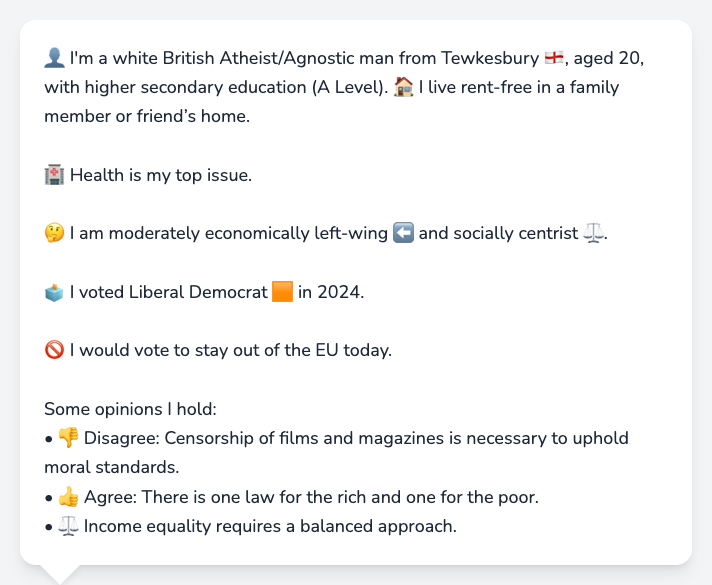 👤 I'm a white British Atheist/Agnostic man from Tewkesbury 🏴󠁧󠁢󠁥󠁮󠁧󠁿, aged 20,
with higher secondary education (A Level). 🏠 I live rent-free in a family
member or friend’s home.
🏥 Health is my top issue.
🤔 I am moderately economically left-wing ⬅️ and socially centrist ⚖️.
🗳️ I voted Liberal Democrat 🟧 in 2024.
🚫 I would vote to stay out of the EU today.
Some opinions I hold:
• 👎 Disagree: Censorship of films and magazines is necessary to uphold
moral standards.
• 👍 Agree: There is one law for the rich and one for the poor.
• ⚖️ Income equality requires a balanced approach.